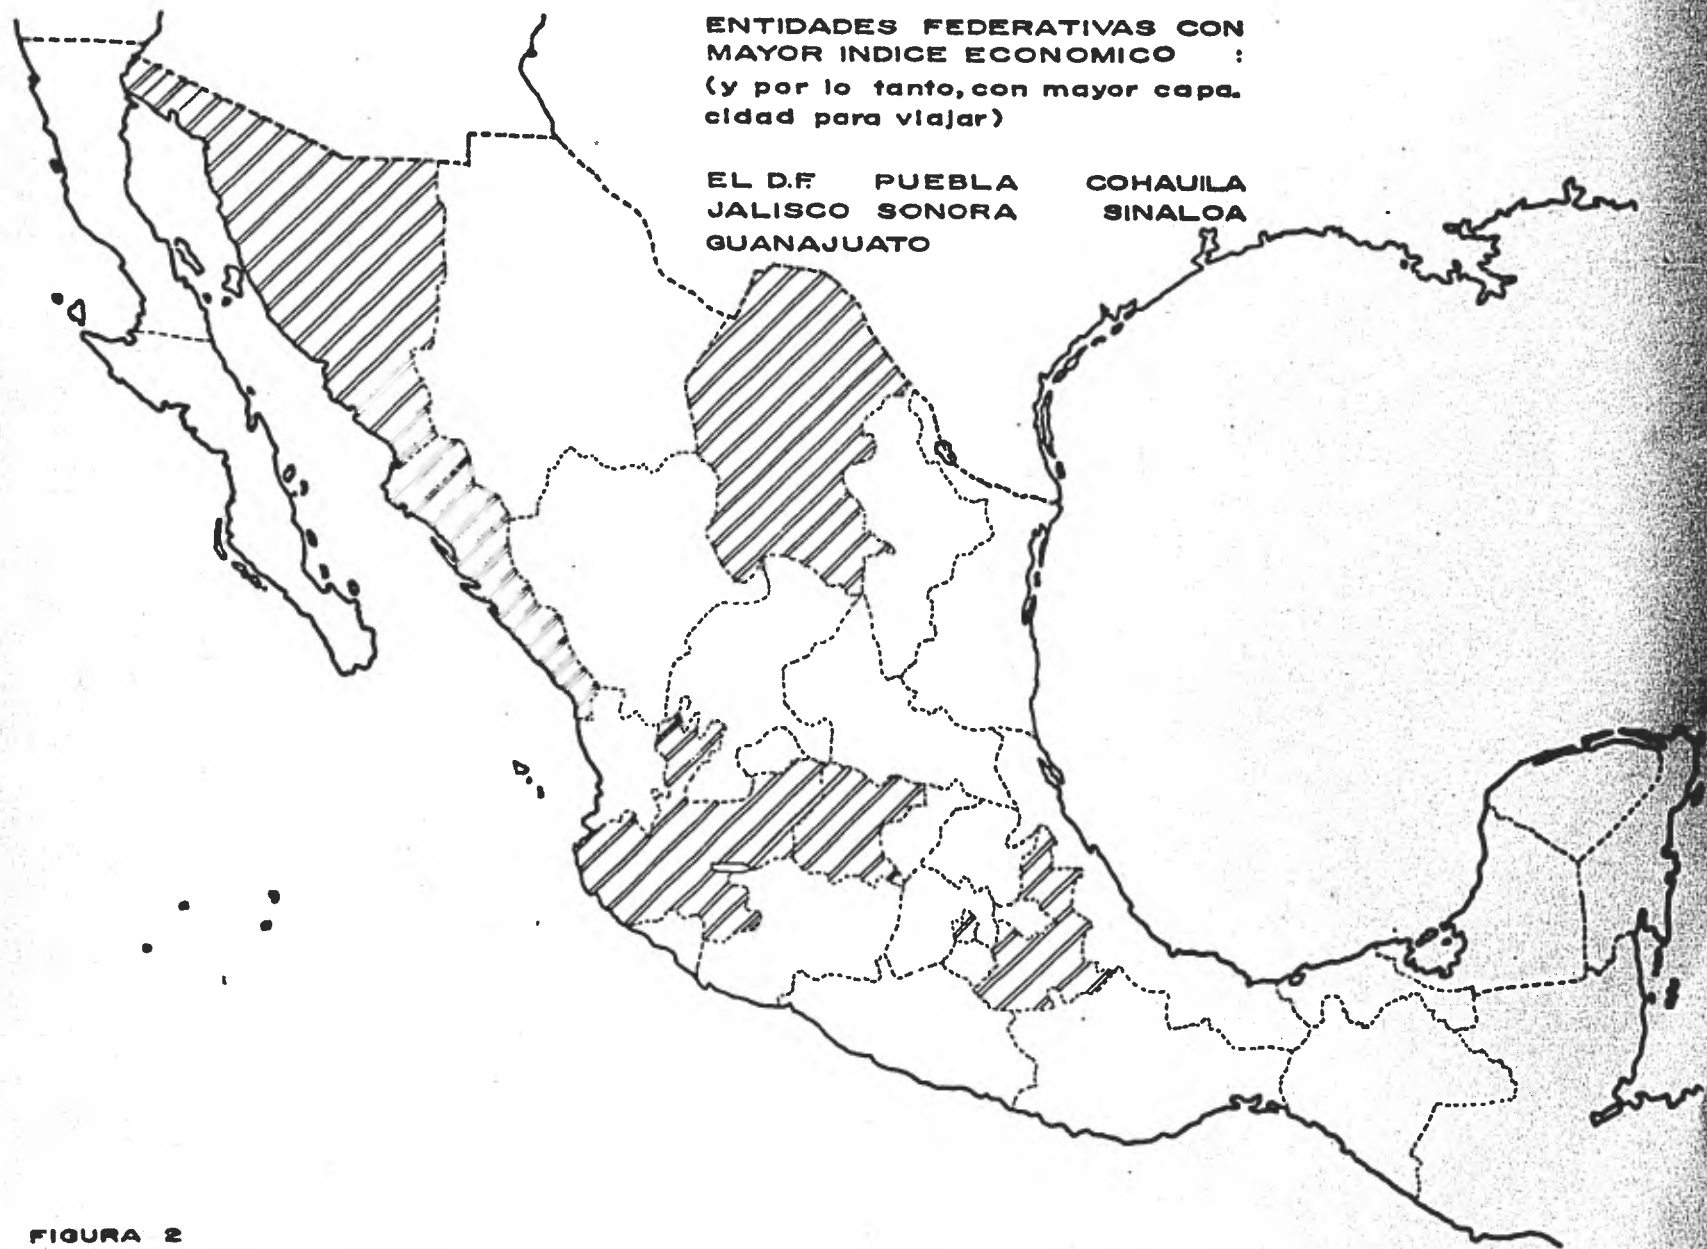 ENTIDADES FEDERATIVAS CON
MAYOR INDICE ECONOMICO :
(y por lo tanto, con mayor capa.
cidad para viajar)
EL D.F. PUEBLA COHAUILA
JALISCO SONORA SINALOA
GUANAJUATO
FIGURA 2